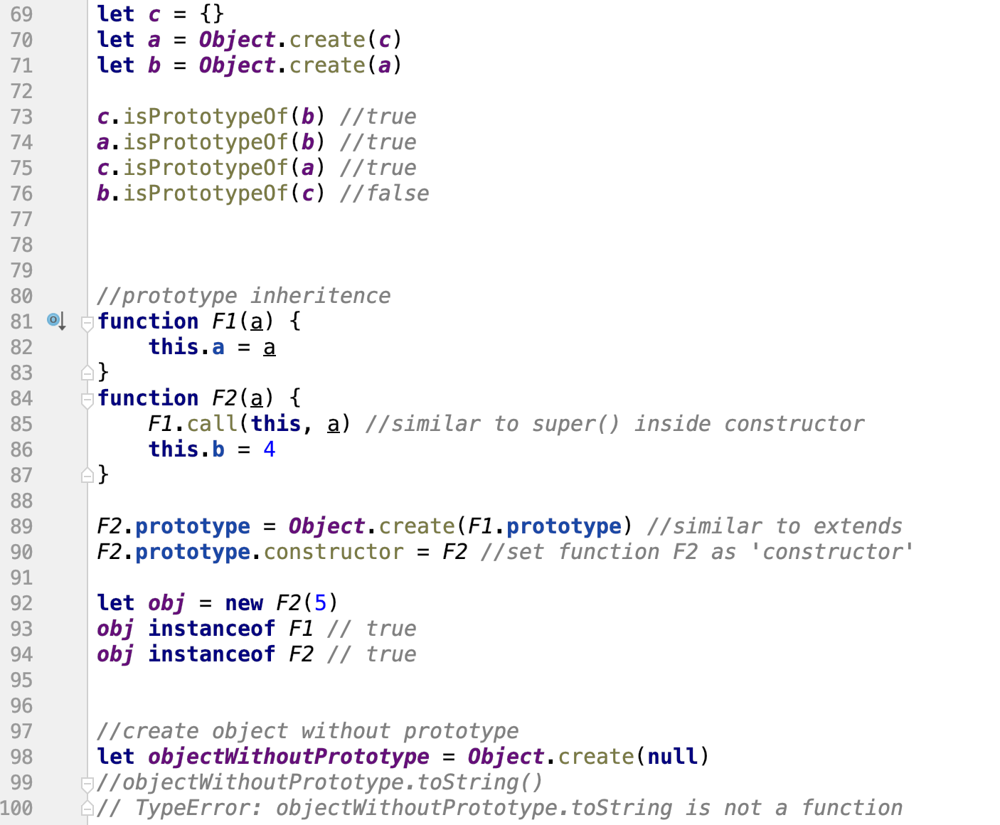 69 let c = {}
70 let a = Object.create(c)
71 let b = Object.create(a)
72
73 c.isPrototypeOf(b) //true
74 a.isPrototypeOf(b) //true
75 c.isPrototypeOf(a) //true
76 b.isPrototypeOf(c) //false
77
78
79
80 //prototype inheritence
81 function F1(a) {
82     this.a = a
83 }
84 function F2(a) {
85     F1.call(this, a) //similar to super() inside constructor
86     this.b = 4
87 }
88
89 F2.prototype = Object.create(F1.prototype) //similar to extends
90 F2.prototype.constructor = F2 //set function F2 as 'constructor'
91
92 let obj = new F2(5)
93 obj instanceof F1 // true
94 obj instanceof F2 // true
95
96
97 //create object without prototype
98 let objectWithoutPrototype = Object.create(null)
99 //objectWithoutPrototype.toString()
100 // TypeError: objectWithoutPrototype.toString is not a function